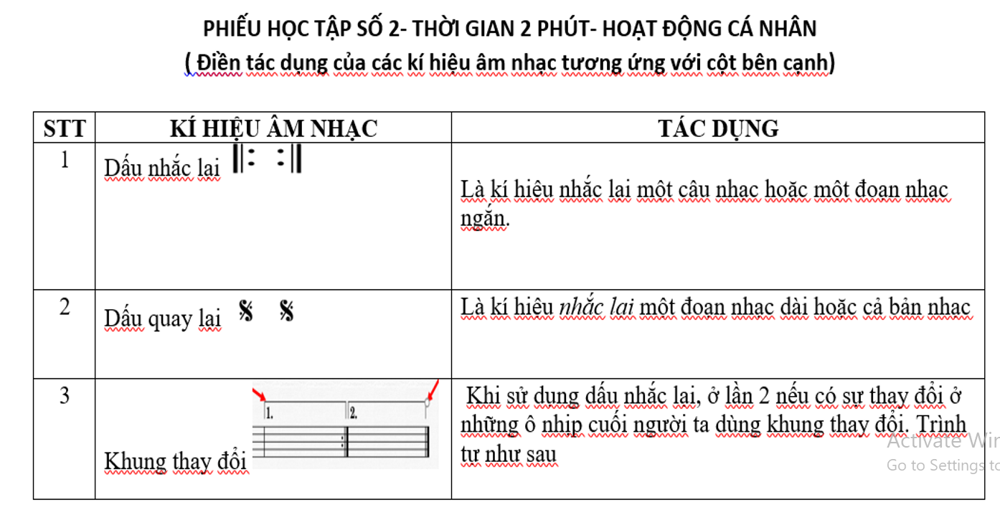 PHIẾU HỌC TẬP SỐ 2- THỜI GIAN 2 PHÚT- HOẠT ĐỘNG CÁ NHÂN
( Điền tác dụng của các kí hiệu âm nhạc tương ứng với cột bên cạnh)
STT KÍ HIỆU ÂM NHẠC TÁC DỤNG
1 Dấu nhắc lại
Là kí hiệu nhắc lại một câu nhạc hoặc một đoạn nhạc
ngắn.
2 Dấu quay lại
Là kí hiệu nhắc lại một đoạn nhạc dài hoặc cả bản nhạc
3 Khung thay đổi
1. 2.
Khi sử dụng dấu nhắc lại, ở lần 2 nếu có sự thay đổi ở
những ô nhịp cuối người ta dùng khung thay đổi. Trình
tự như sau
Activate Wir
Go to Settings to